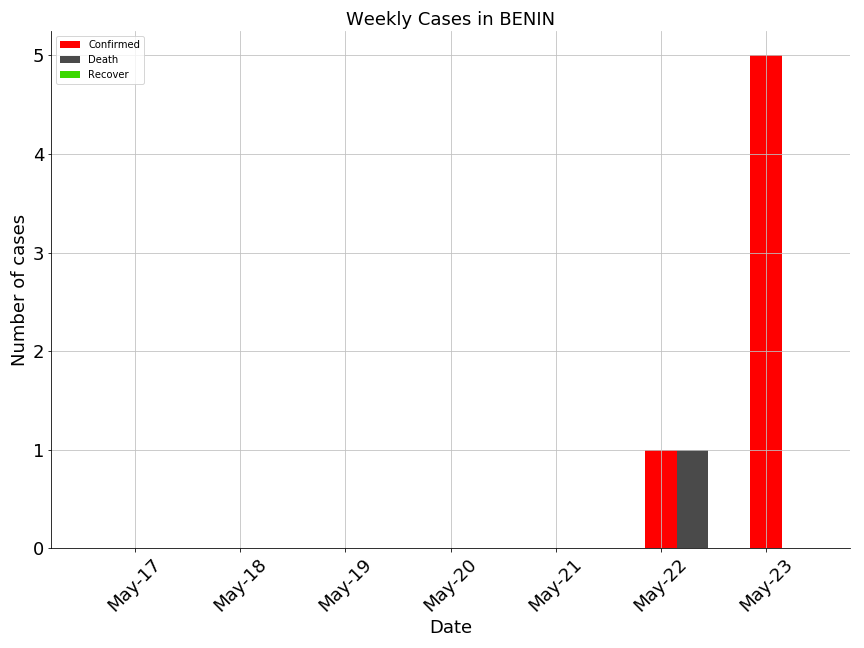 Weekly Cases in BENIN
Confirmed
Death
Recover
5
4
3
2
1
0
Number of cases
May-17
May-18
May-19
May-20
May-21
May-22
May-23
Date